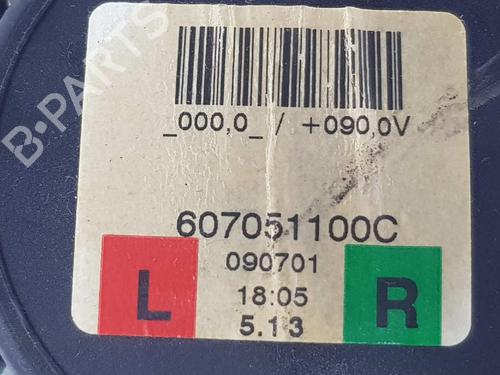 B-PARTS
_000,0_ / +090,0V
607051100C
090701
L
18:05
R
5.13